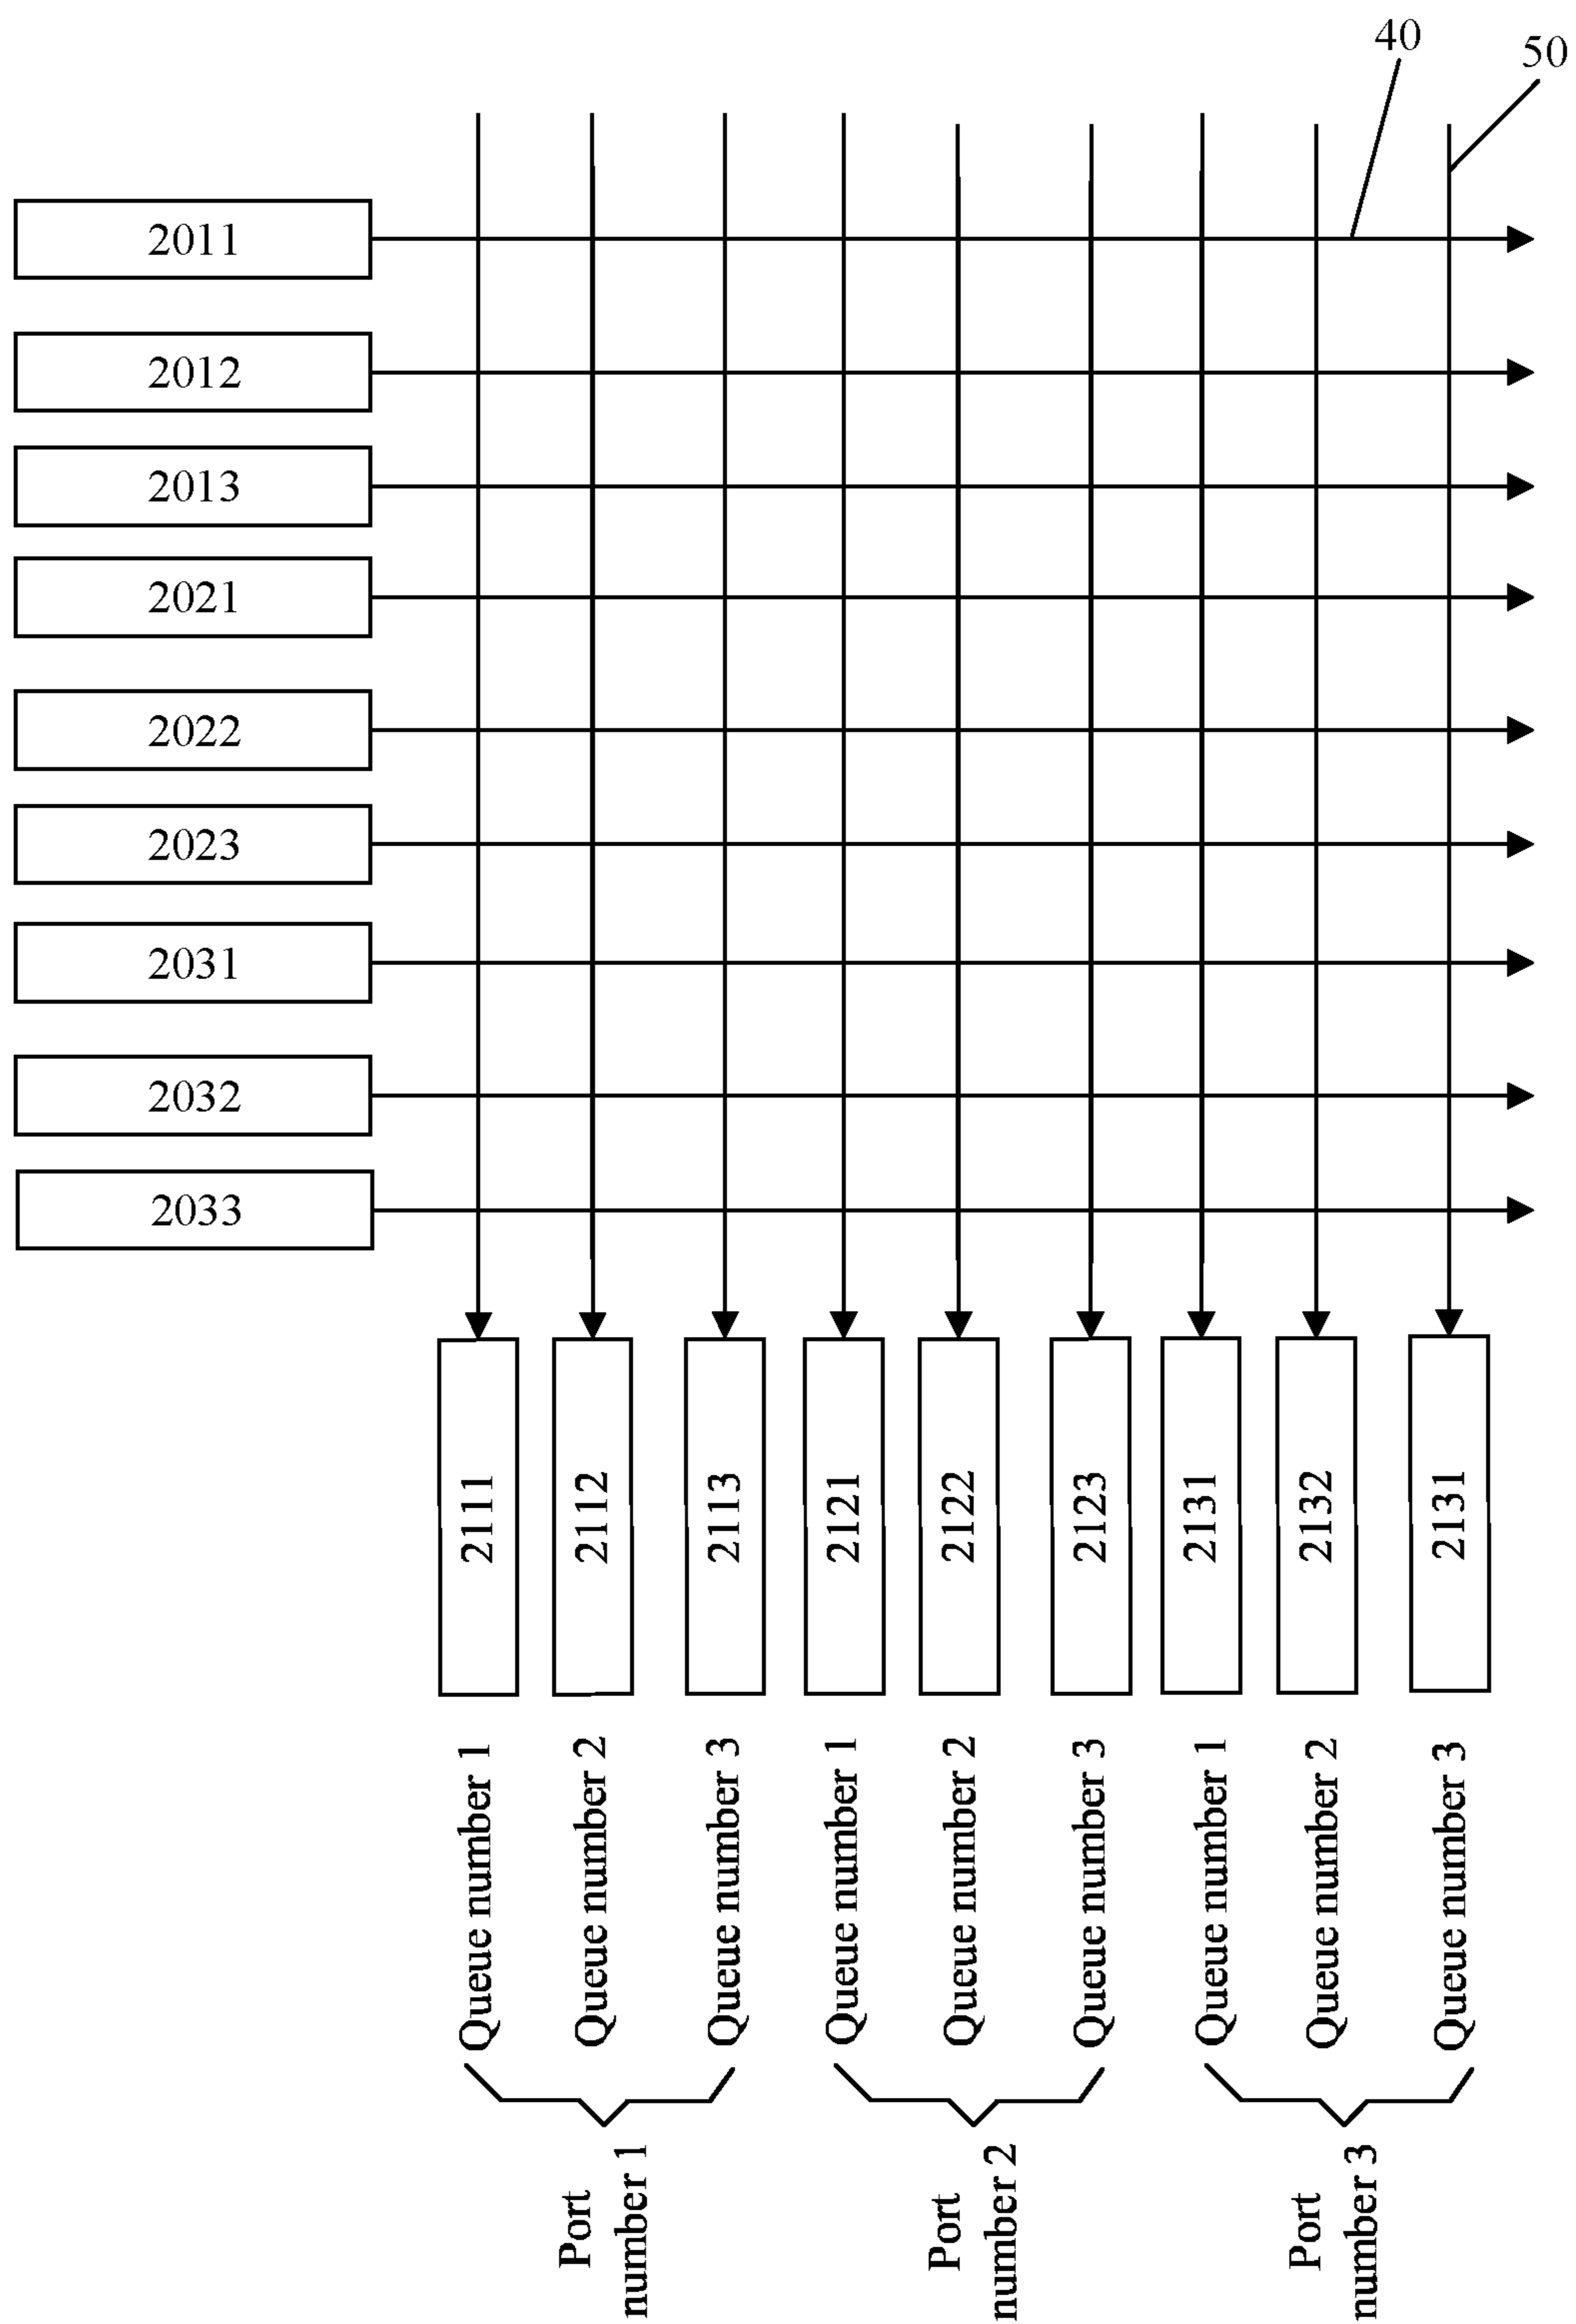 40
50
2011
2012
2013
2021
2022
2023
2031
2032
2033
2111
2112
2113
2121
2122
2123
2131
2132
2131
Queue number 1
Queue number 2
Queue number 3
Queue number 1
Queue number 2
Queue number 3
Queue number 1
Queue number 2
Queue number 3
Port
number 1
Port
number 2
Port
number 3